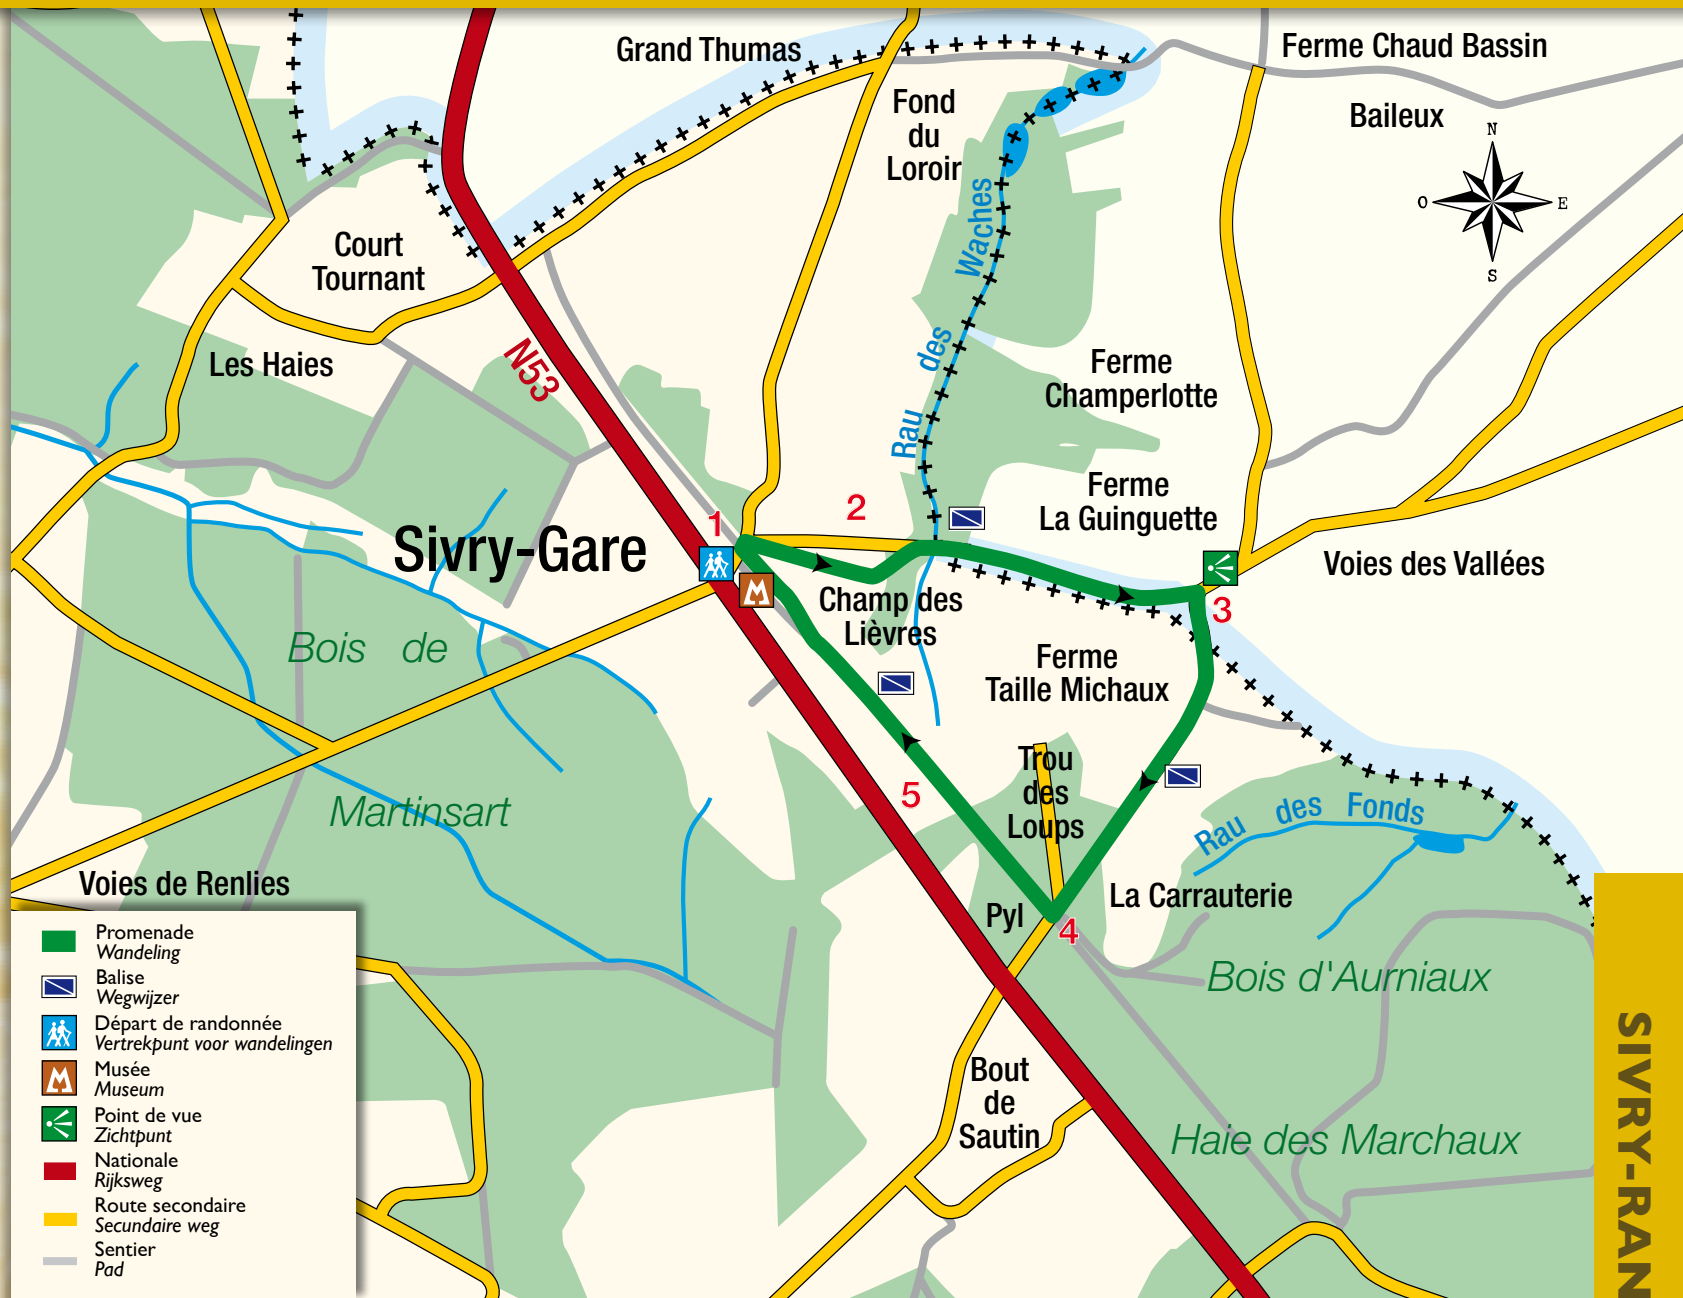 Grand Thumas
Ferme Chaud Bassin
Fond
du
Loroir
Baileux
N
O
E
S
Court
Tournant
Rau des Waches
Les Haies
N53
Ferme
Champerlotte
Ferme
La Guinguette
1
2
Sivry-Gare
Voies des Vallées
Champ des
Lièvres
3
Bois de
Martinsart
Ferme
Taille Michaux
Trou
des
Loups
5
Rau des Fonds
Voies de Renlies
La Carrauterie
Pyl
4
Bois d'Aurniaux
Bout
de
Sautin
Haie des Marchaux
Promenade
Wandeling
Balise
Wegwijzer
Départ de randonnée
Vertrekpunt voor wandelingen
Musée
Museum
Point de vue
Zichtpunt
Nationale
Rijksweg
Route secondaire
Secundaire weg
Sentier
Pad
SIVRY-RAN